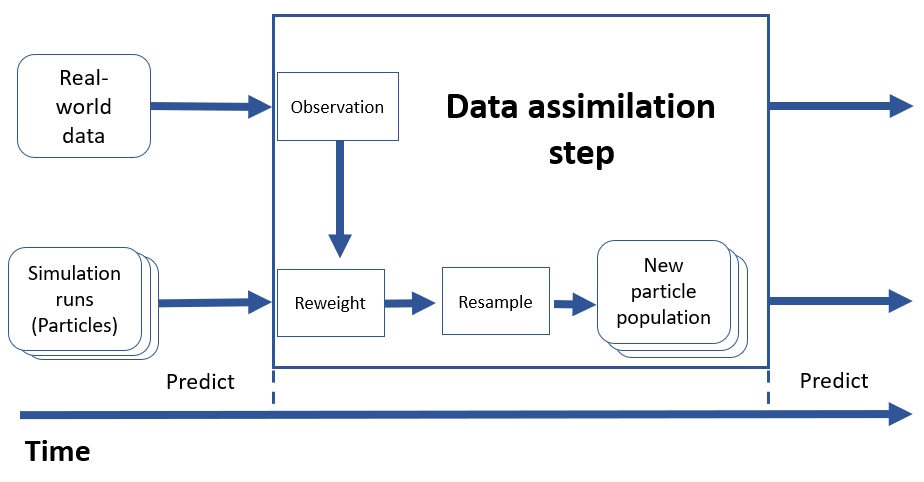 Real-
world
data
Observation
Data assimilation
step
Simulation
runs
(Particles)
Reweight
Resample
New
particle
population
Predict
Predict
Time